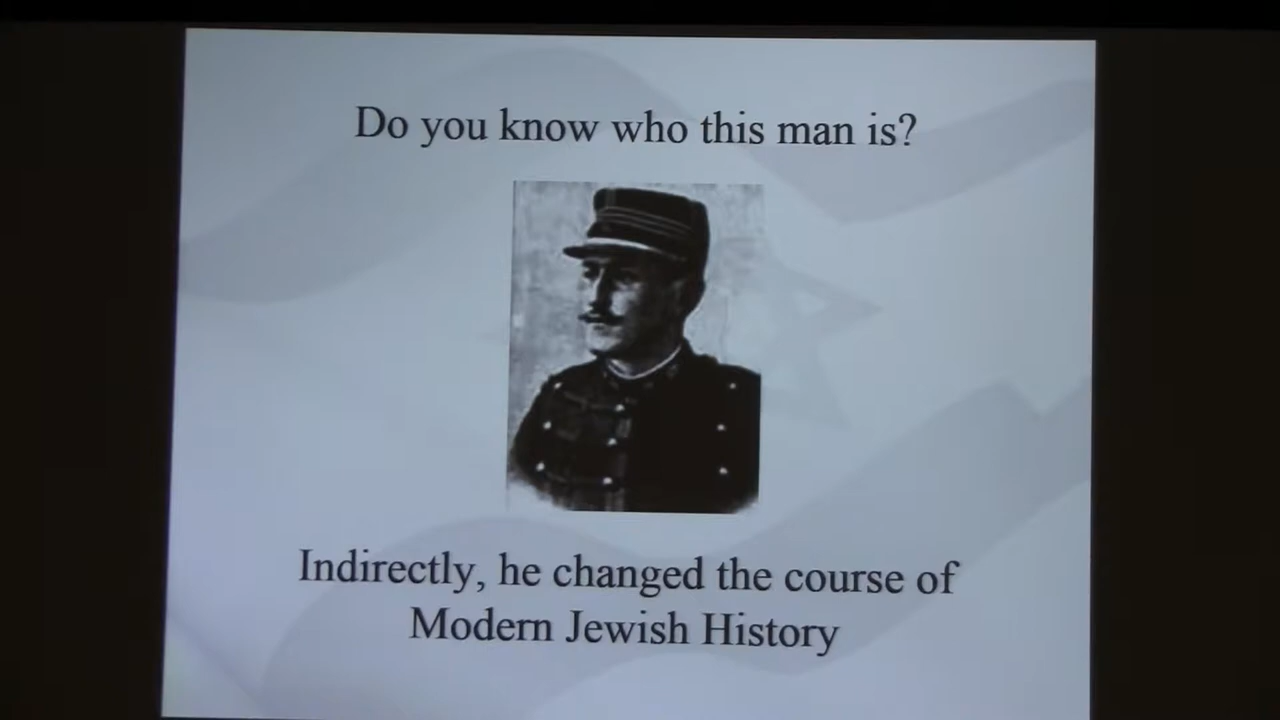 Do you know who this man is?
Indirectly, he changed the course of
Modern Jewish History